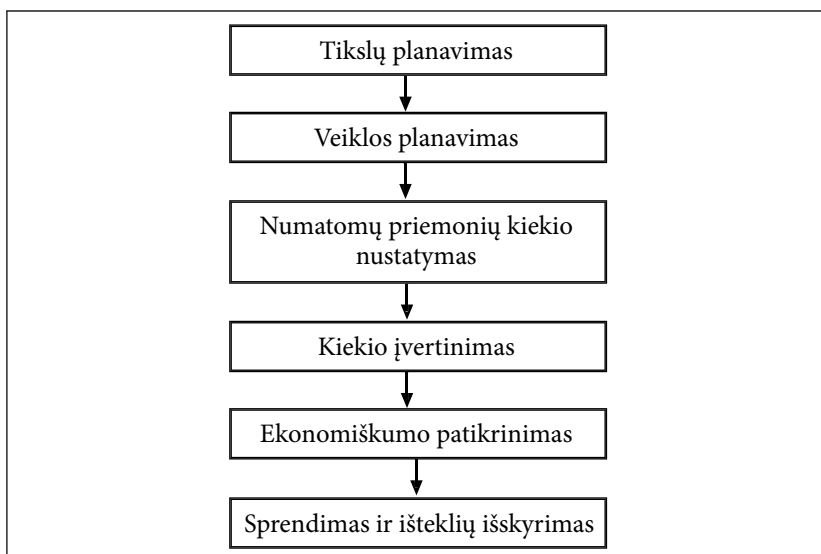 Tikslų planavimas
Veiklos planavimas
Numatomų priemonių kiekio
nustatymas
Kiekio įvertinimas
Ekonomiškumo patikrinimas
Sprendimas ir išteklių išskyrimas